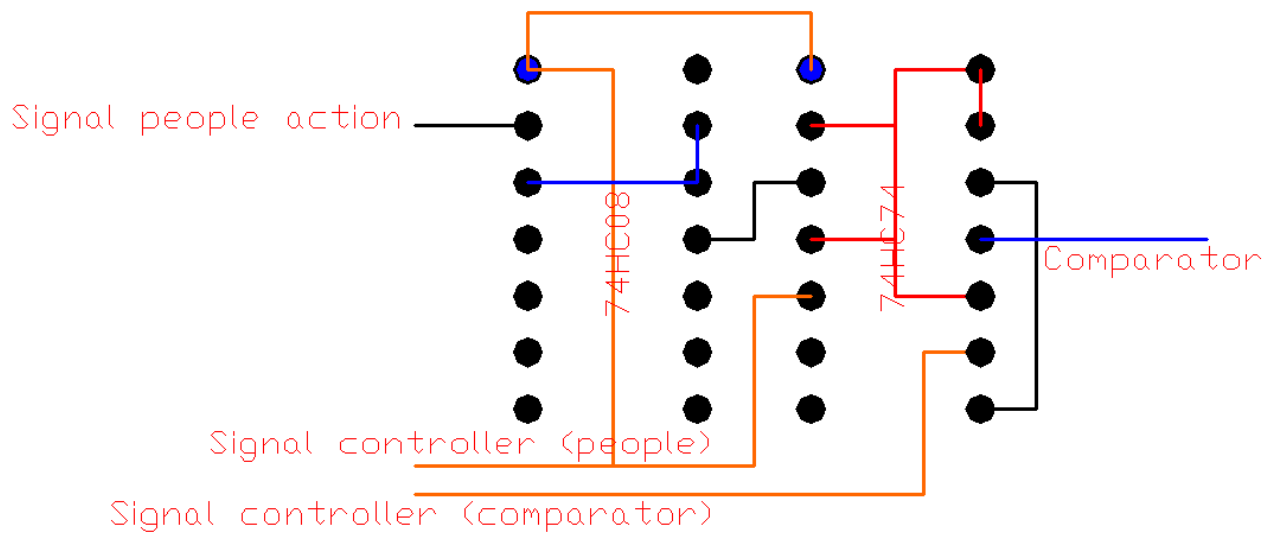 Signal people action
74HC08
74HC74
Comparator
Signal controller (people)
Signal controller (comparator)